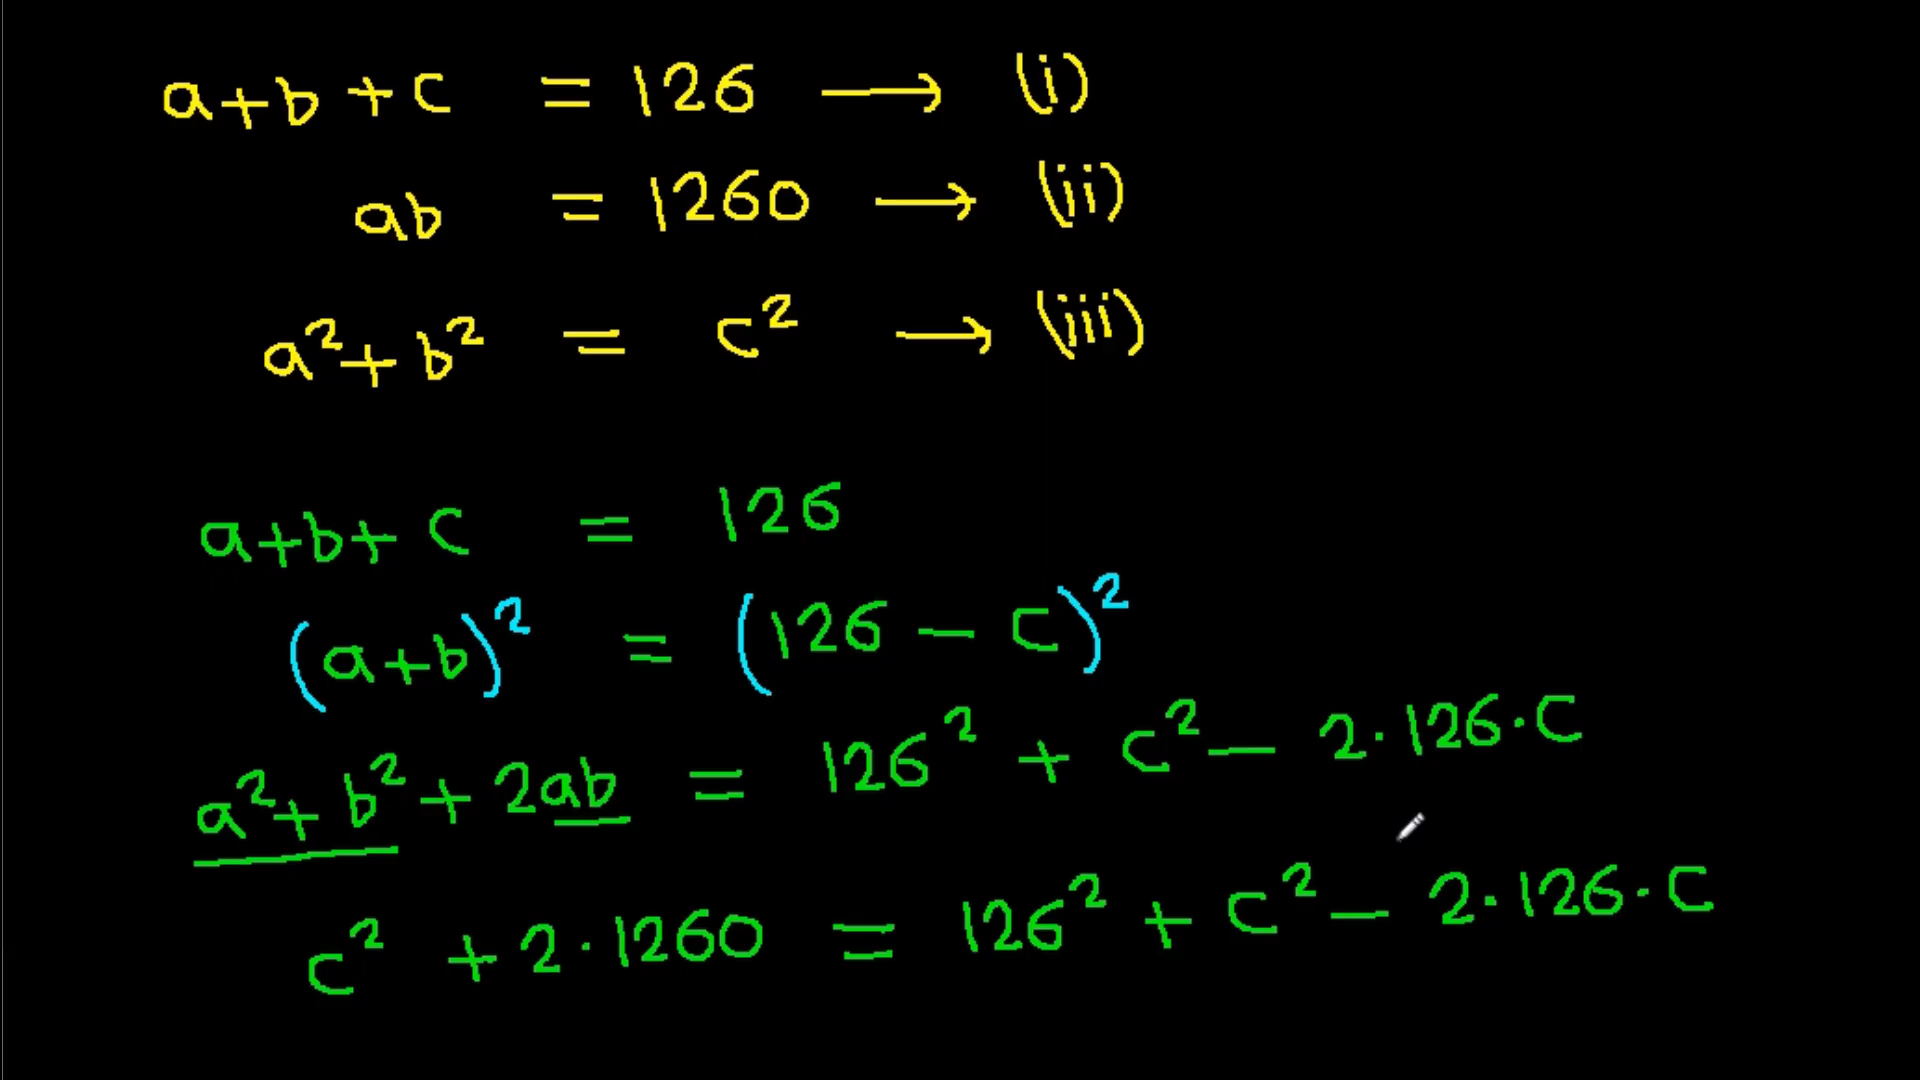 a+b+c = 126 ⟶ (i)
ab = 1260 ⟶ (ii)
a²+b² = c² ⟶ (iii)
a+b+c = 126
(a+b)² = (126 − c)²
a²+b²+2ab = 126² + c² − 2·126·c
c² + 2·1260 = 126² + c² − 2·126·c